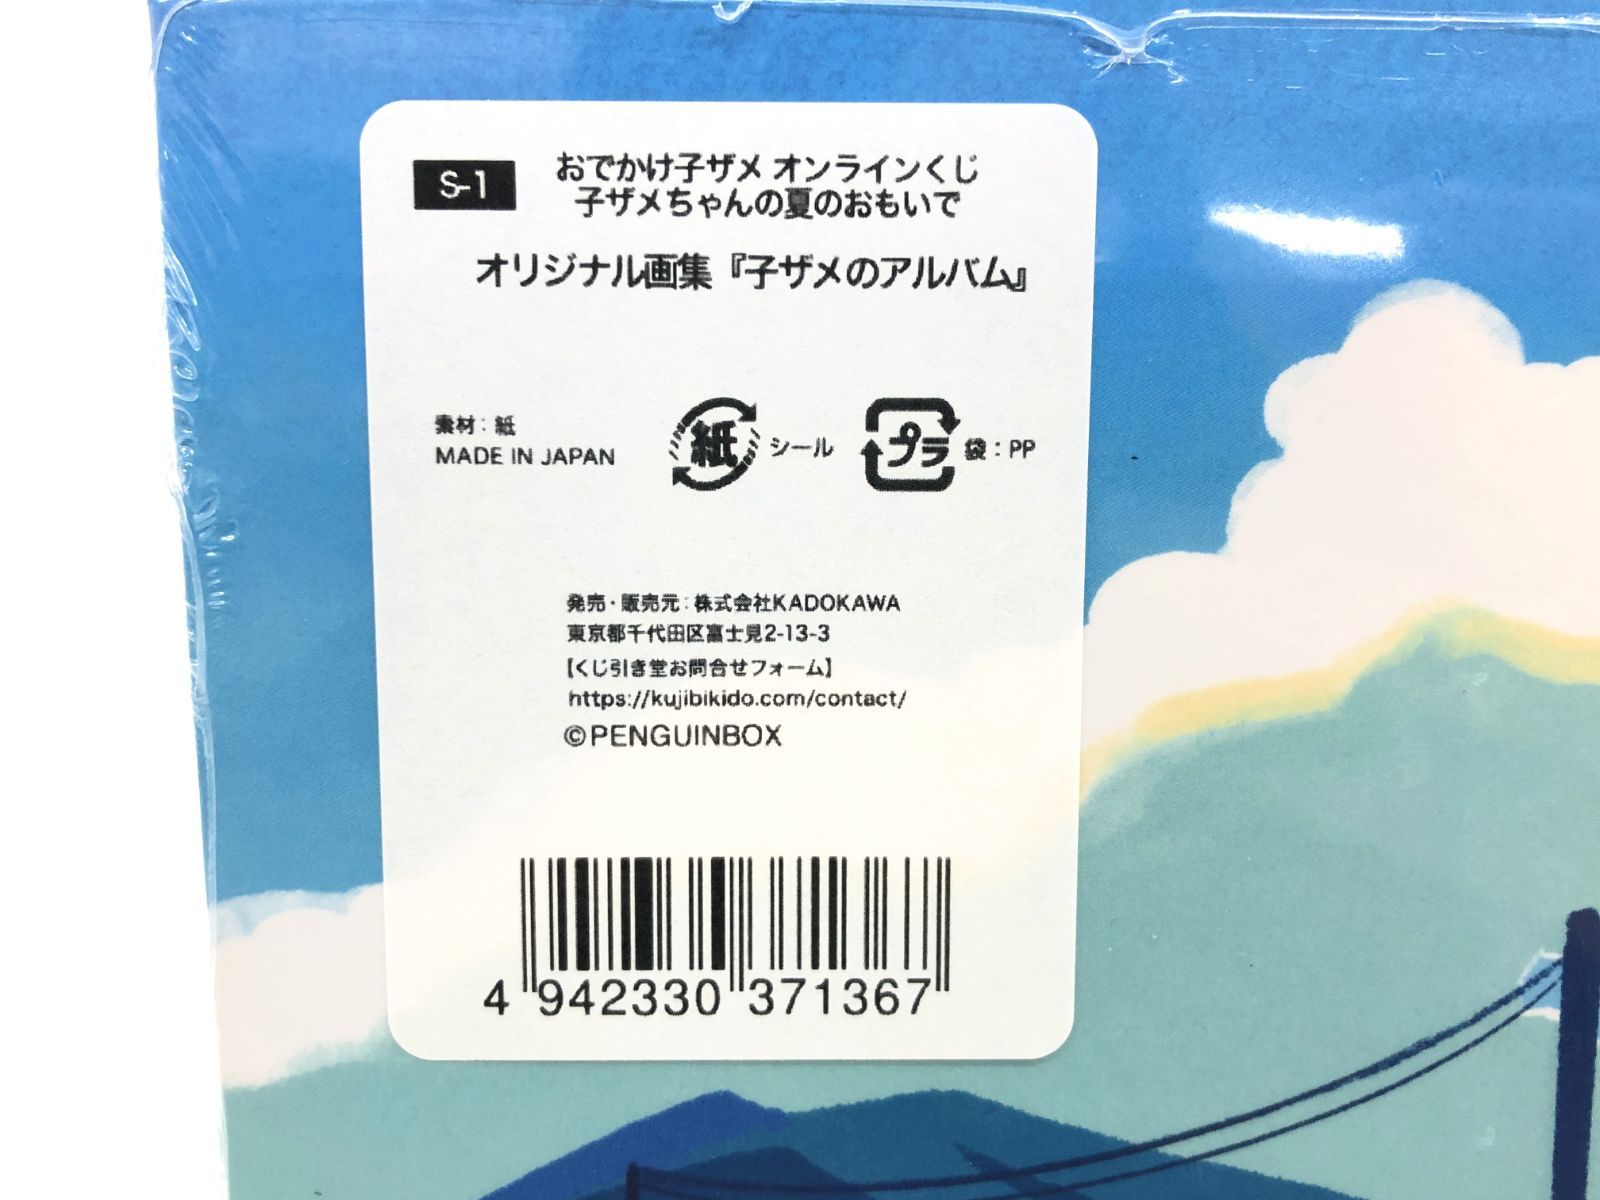 S-1
おでかけ子ザメ オンラインくじ
子ザメちゃんの夏のおもいで
オリジナル画集『子ザメのアルバム』
素材：紙
MADE IN JAPAN
紙 シール
プラ 袋：PP
発売・販売元：株式会社KADOKAWA
東京都千代田区富士見2-13-3
【くじ引き堂お問合せフォーム】
https://kujibikido.com/contact/
©PENGUINBOX
4 942330 371367